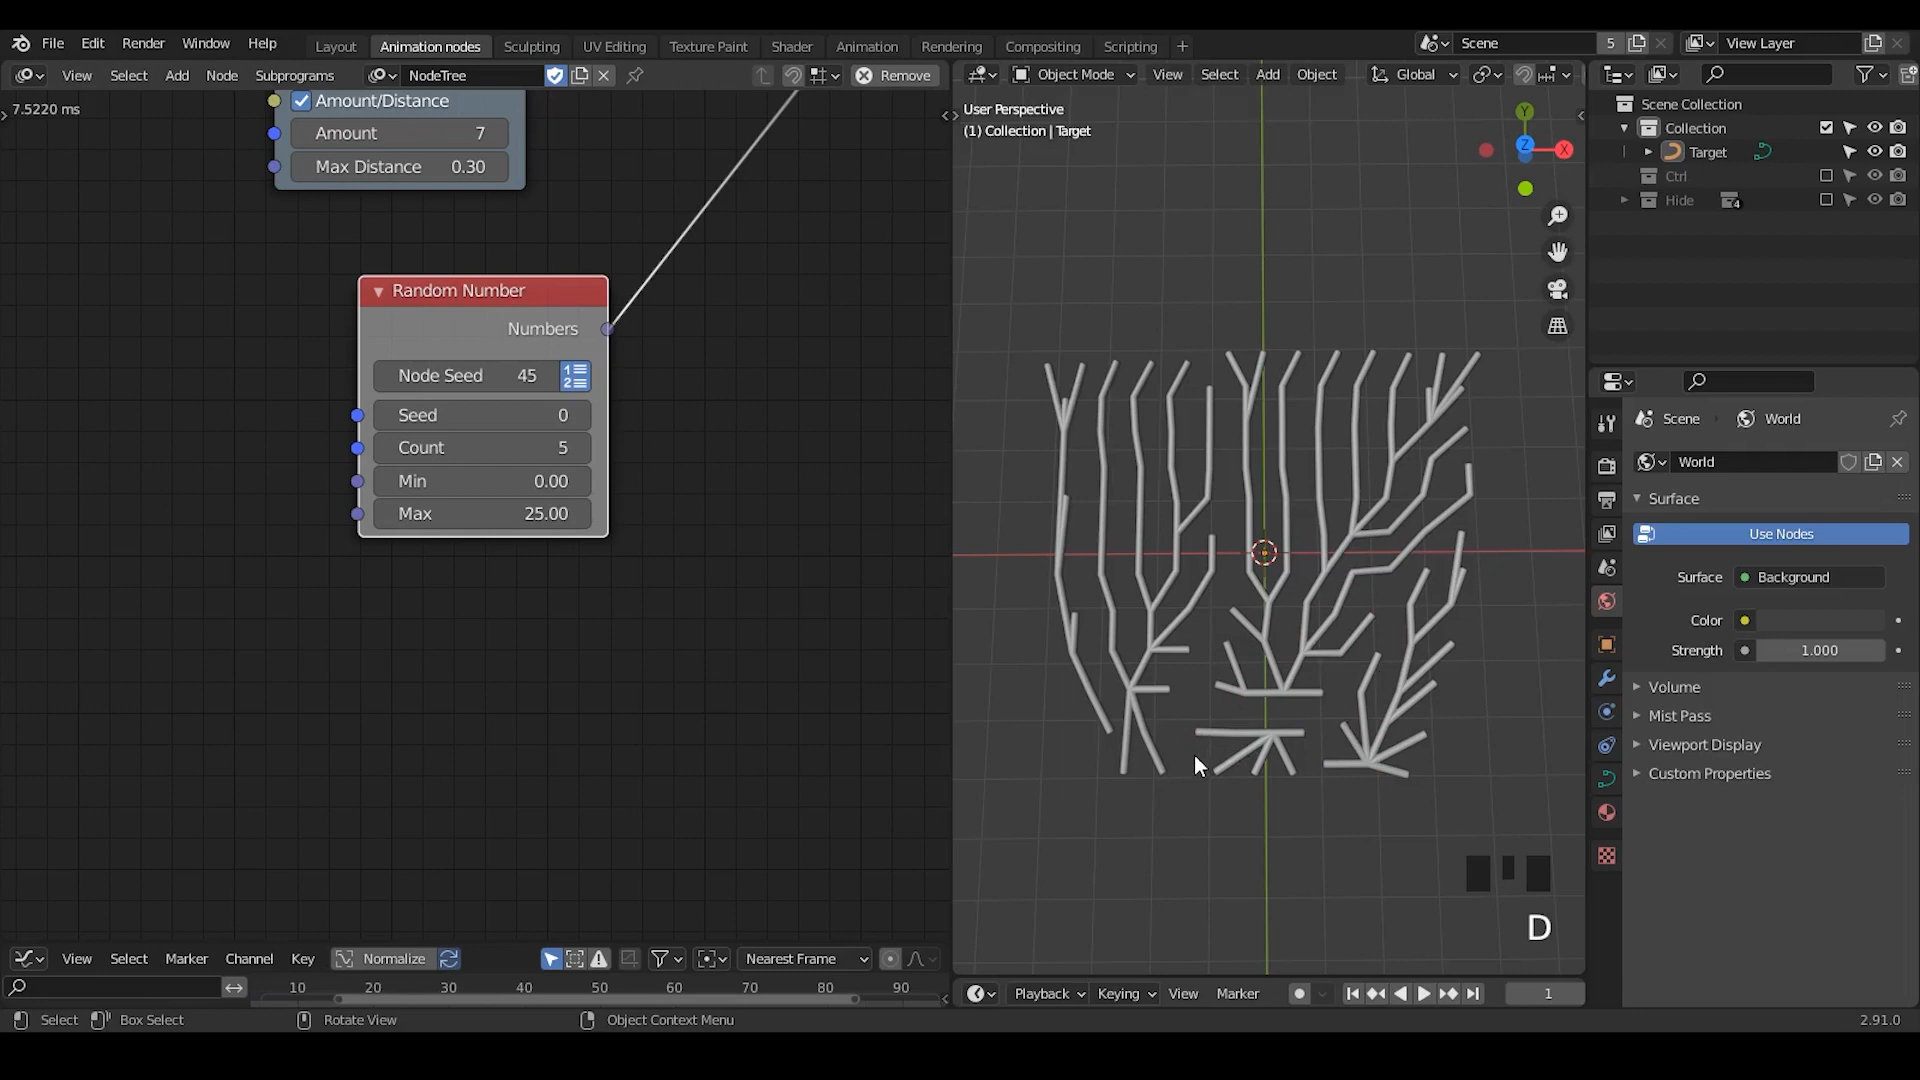 File Edit Render Window Help Layout Animation nodes Sculpting UV Editing Texture Paint Shader Animation Rendering Compositing Scripting + Scene 5 View Layer
View Select Add Node Subprograms NodeTree Remove
Object Mode View Select Add Object Global
7.5220 ms
Amount/Distance
Amount 7
Max Distance 0.30
Random Number
Numbers
Node Seed 45
1
2
Seed 0
Count 5
Min 0.00
Max 25.00
User Perspective
(1) Collection | Target
Y
Z
X
D
Scene Collection
Collection
Target
Ctrl
Hide 4
Scene World
World
Surface
Use Nodes
Surface Background
Color
Strength 1.000
Volume
Mist Pass
Viewport Display
Custom Properties
View Select Marker Channel Key Normalize Nearest Frame
10 20 30 40 50 60 70 80 90
Playback Keying View Marker 1
Select Box Select Rotate View Object Context Menu 2.91.0